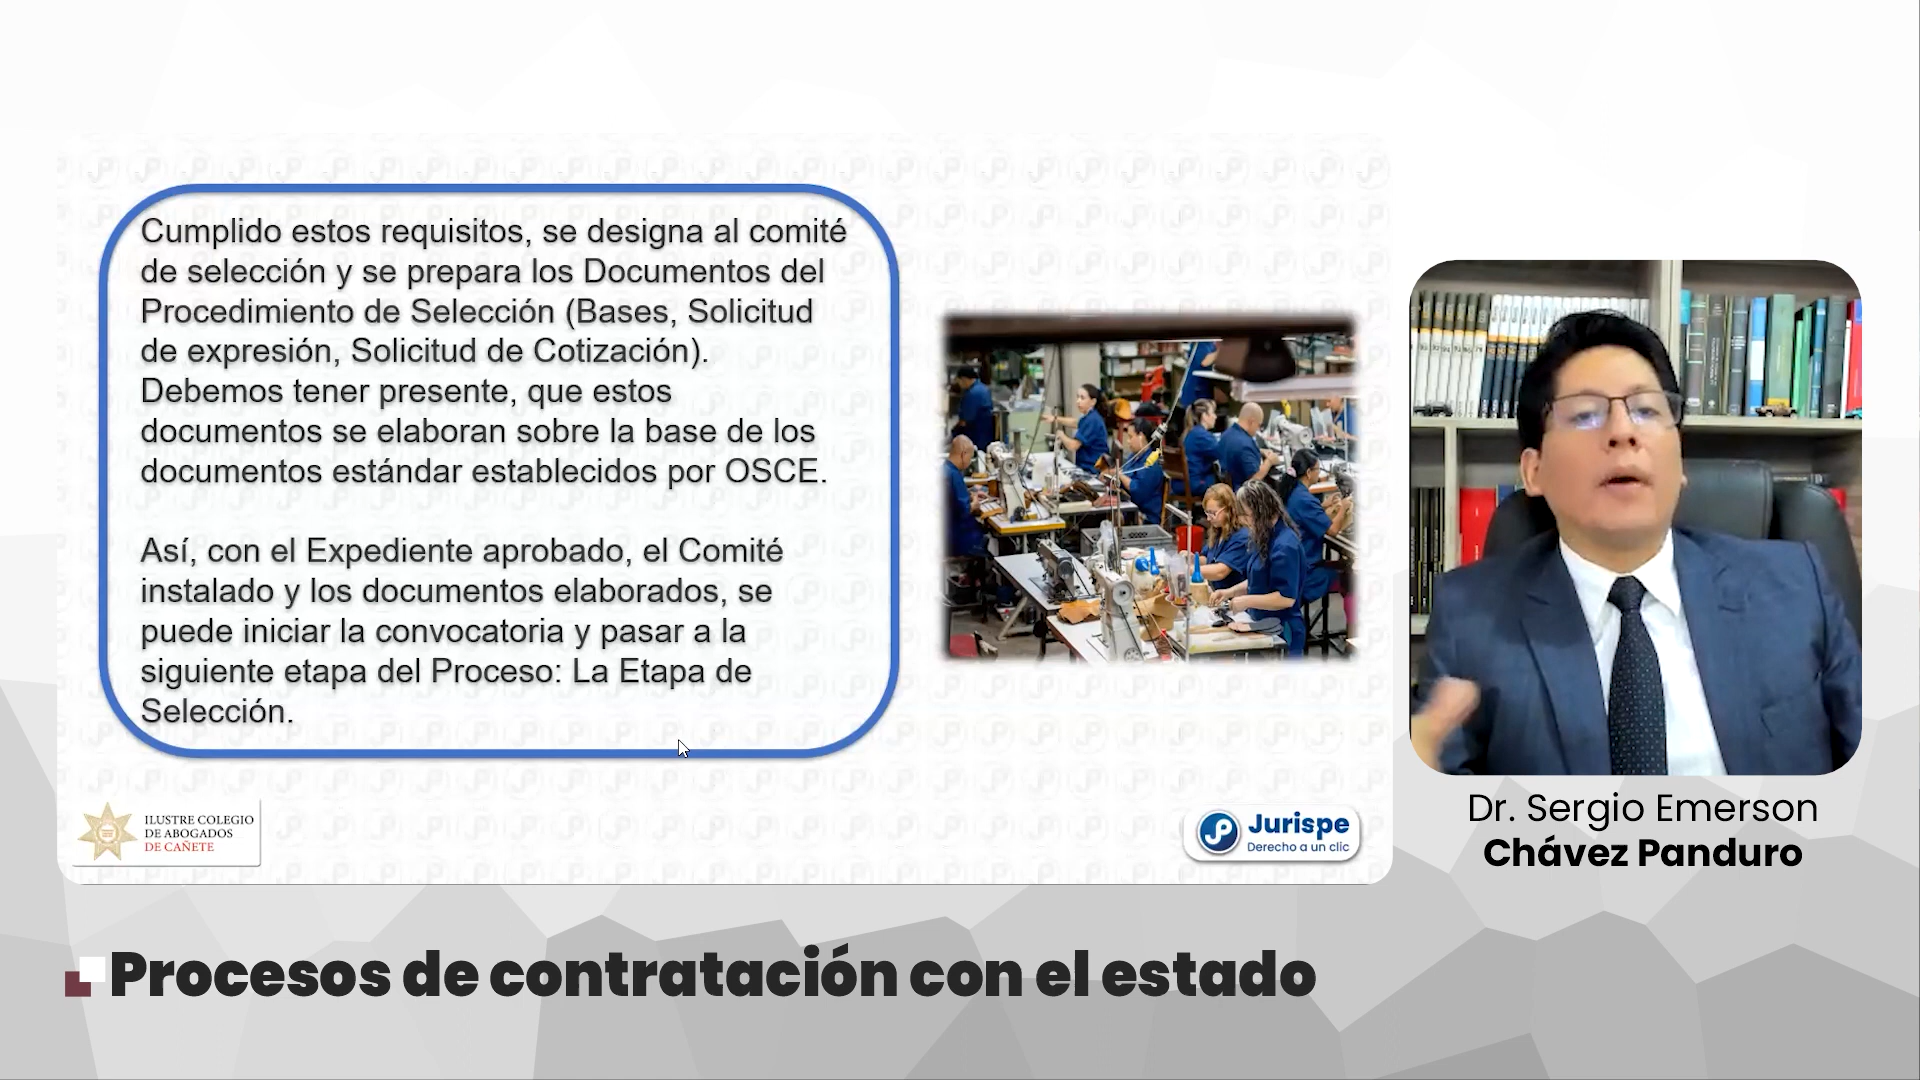 Cumplido estos requisitos, se designa al comité
de selección y se prepara los Documentos del
Procedimiento de Selección (Bases, Solicitud
de expresión, Solicitud de Cotización).
Debemos tener presente, que estos
documentos se elaboran sobre la base de los
documentos estándar establecidos por OSCE.
Así, con el Expediente aprobado, el Comité
instalado y los documentos elaborados, se
puede iniciar la convocatoria y pasar a la
siguiente etapa del Proceso: La Etapa de
Selección.
ILUSTRE COLEGIO
DE ABOGADOS
DE CAÑETE
Jurispe
Derecho a un clic
Dr. Sergio Emerson
Chávez Panduro
Procesos de contratación con el estado